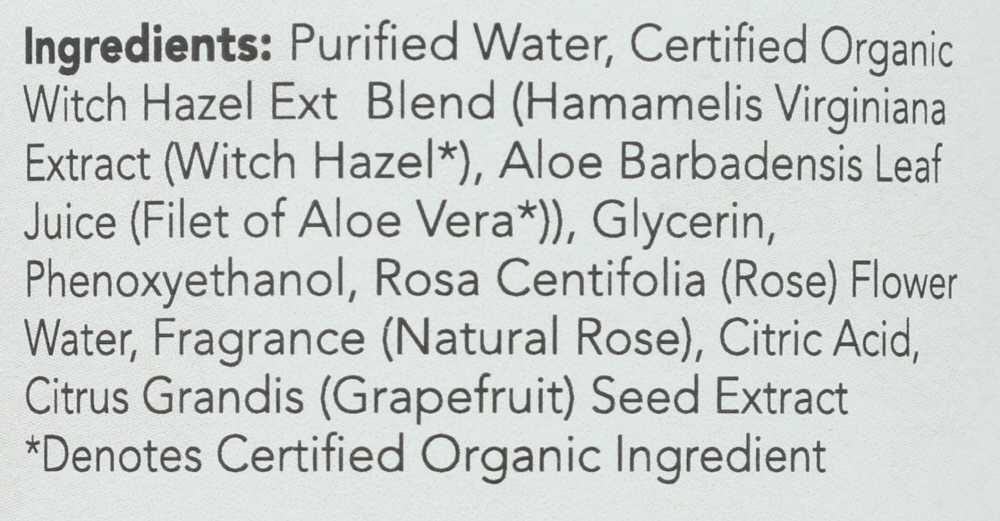 Ingredients: Purified Water, Certified Organic
Witch Hazel Ext  Blend (Hamamelis Virginiana
Extract (Witch Hazel*), Aloe Barbadensis Leaf
Juice (Filet of Aloe Vera*)), Glycerin,
Phenoxyethanol, Rosa Centifolia (Rose) Flower
Water, Fragrance (Natural Rose), Citric Acid,
Citrus Grandis (Grapefruit) Seed Extract
*Denotes Certified Organic Ingredient